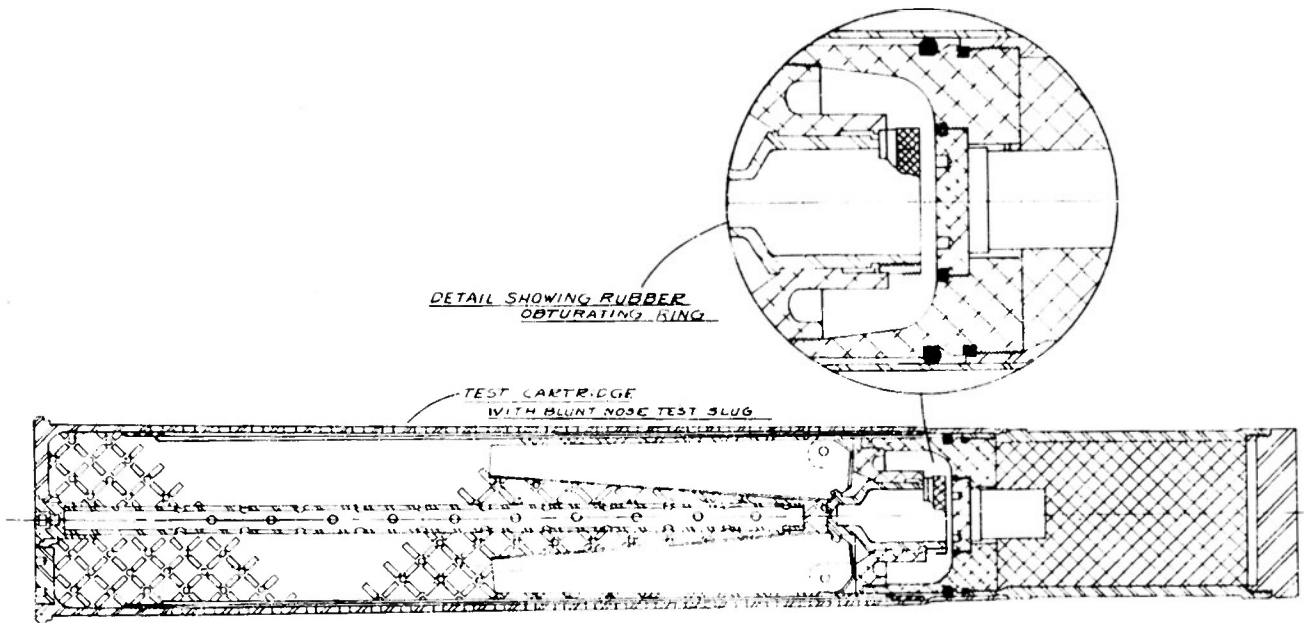 DETAIL SHOWING RUBBER
OBTURATING RING
TEST CARTRIDGE
WITH BLUNT NOSE TEST SLUG